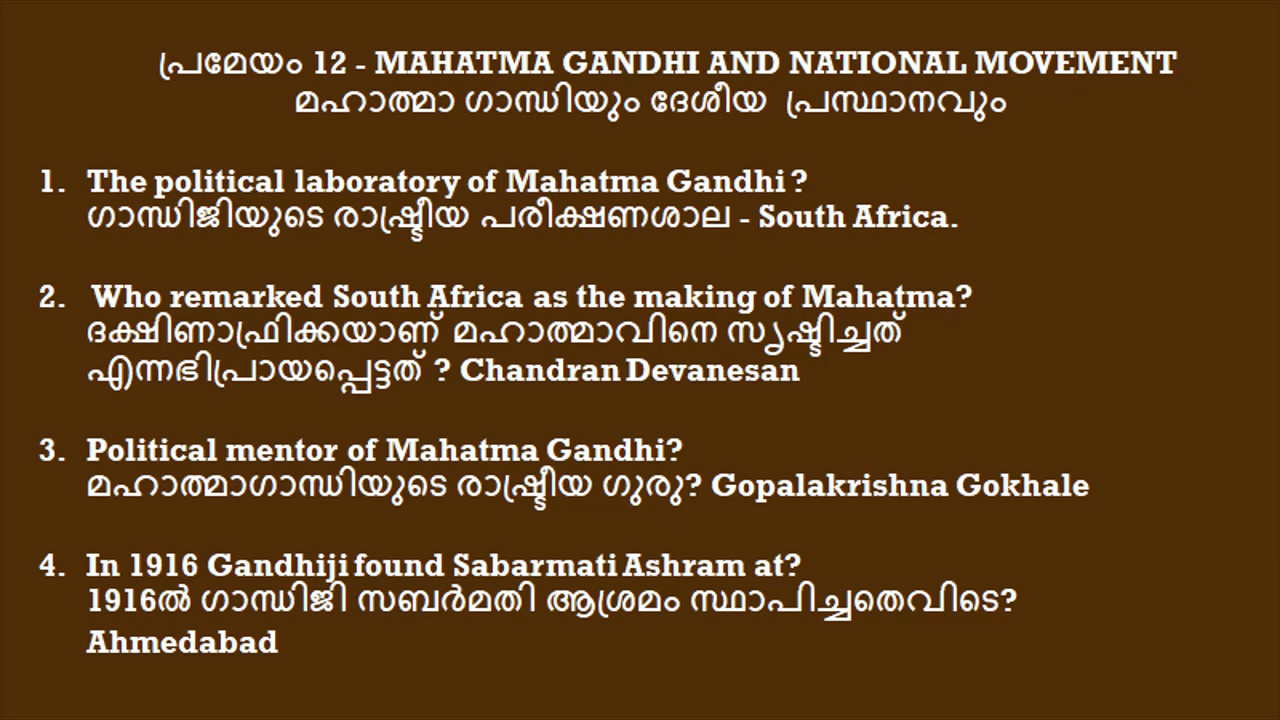 പ്രമേയം 12 - MAHATMA GANDHI AND NATIONAL MOVEMENT
മഹാത്മാ ഗാന്ധിയും ദേശീയ പ്രസ്ഥാനവും
1. The political laboratory of Mahatma Gandhi ?
ഗാന്ധിജിയുടെ രാഷ്ട്രീയ പരീക്ഷണശാല - South Africa.
2. Who remarked South Africa as the making of Mahatma?
ദക്ഷിണാഫ്രിക്കയാണ് മഹാത്മാവിനെ സൃഷ്ടിച്ചത്
എന്നഭിപ്രായപ്പെട്ടത് ? Chandran Devanesan
3. Political mentor of Mahatma Gandhi?
മഹാത്മാഗാന്ധിയുടെ രാഷ്ട്രീയ ഗുരു? Gopalakrishna Gokhale
4. In 1916 Gandhiji found Sabarmati Ashram at?
1916ൽ ഗാന്ധിജി സബർമതി ആശ്രമം സ്ഥാപിച്ചതെവിടെ?
Ahmedabad